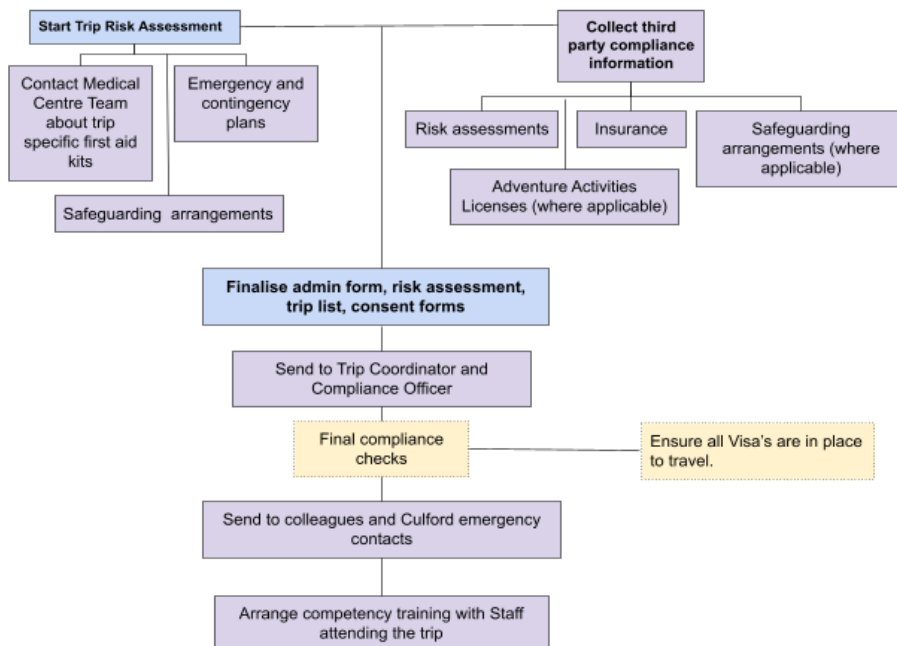 Start Trip Risk Assessment
Collect third
party compliance
information
Contact Medical
Centre Team
about trip
specific first aid
kits
Emergency and
contingency
plans
Safeguarding arrangements
Risk assessments
Insurance
Safeguarding
arrangements (where
applicable)
Adventure Activities
Licenses (where applicable)
Finalise admin form, risk assessment,
trip list, consent forms
Send to Trip Coordinator and
Compliance Officer
Final compliance
checks
Ensure all Visa's are in place
to travel.
Send to colleagues and Culford emergency
contacts
Arrange competency training with Staff
attending the trip